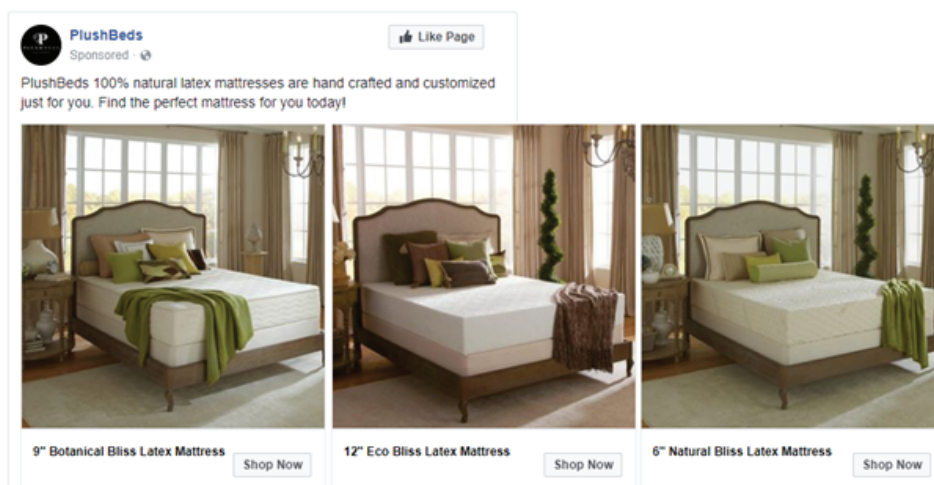 PlushBeds
Like Page
Sponsored ·
PlushBeds 100% natural latex mattresses are hand crafted and customized
just for you. Find the perfect mattress for you today!
9" Botanical Bliss Latex Mattress
Shop Now
12" Eco Bliss Latex Mattress
Shop Now
6" Natural Bliss Latex Mattress
Shop Now